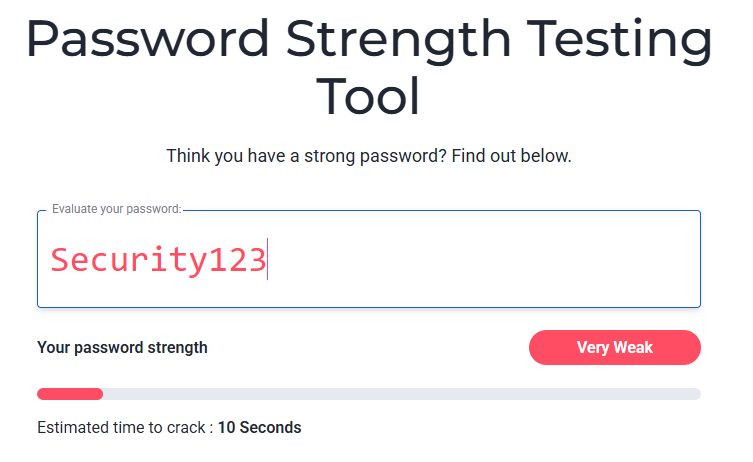 Password Strength Testing
Tool
Think you have a strong password? Find out below.
Evaluate your password:
Security123
Your password strength
Very Weak
Estimated time to crack : 10 Seconds